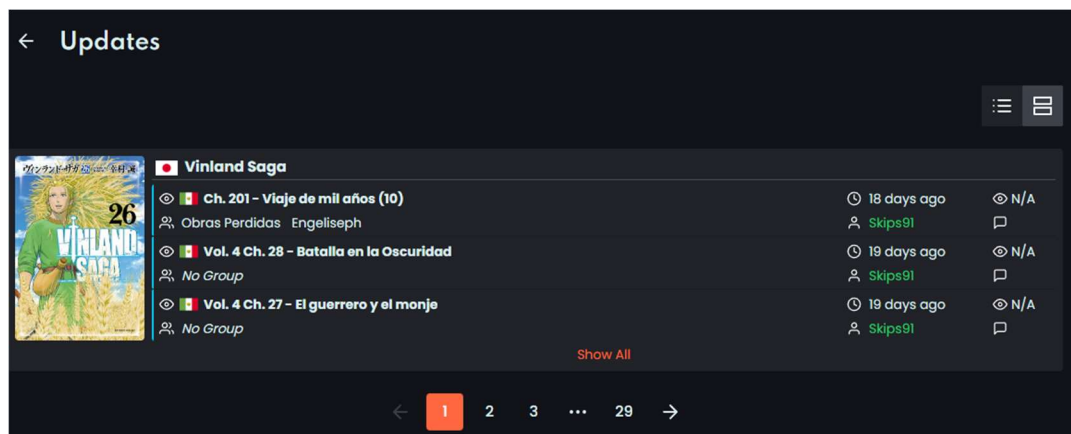 Updates
Vinland Saga
26
VINLAND
SAGA
Ch. 201 - Viaje de mil años (10)
18 days ago
N/A
Obras Perdidas Engeliseph
Skips91
Vol. 4 Ch. 28 - Batalla en la Oscuridad
19 days ago
N/A
No Group
Skips91
Vol. 4 Ch. 27 - El guerrero y el monje
19 days ago
N/A
No Group
Skips91
Show All
1 2 3 ... 29